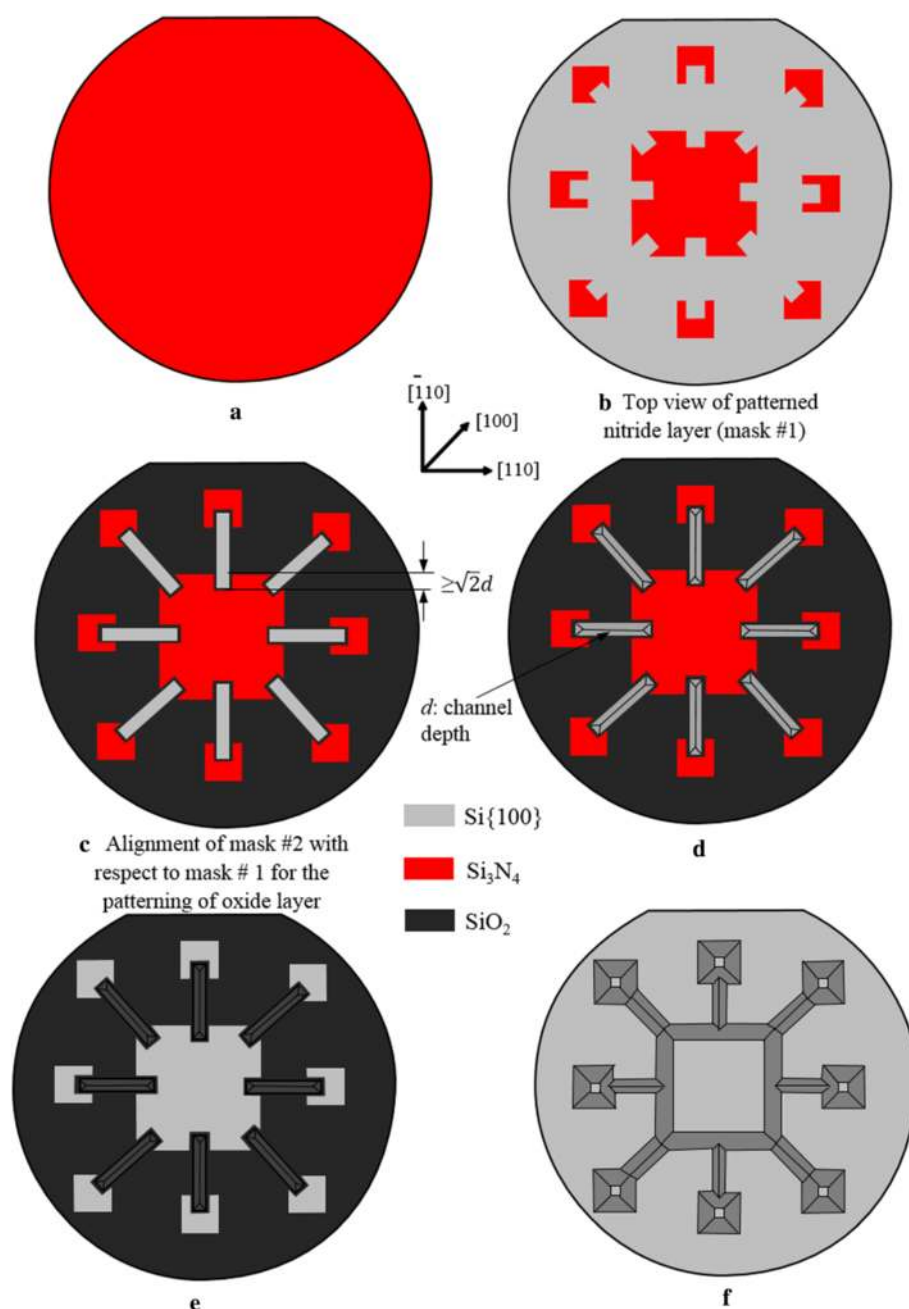 a
b Top view of patterned
nitride layer (mask #1)
[1̄10]
[100]
[110]
≥√2d
d: channel
depth
c Alignment of mask #2 with
respect to mask # 1 for the
patterning of oxide layer
d
Si{100}
Si₃N₄
SiO₂
e
f